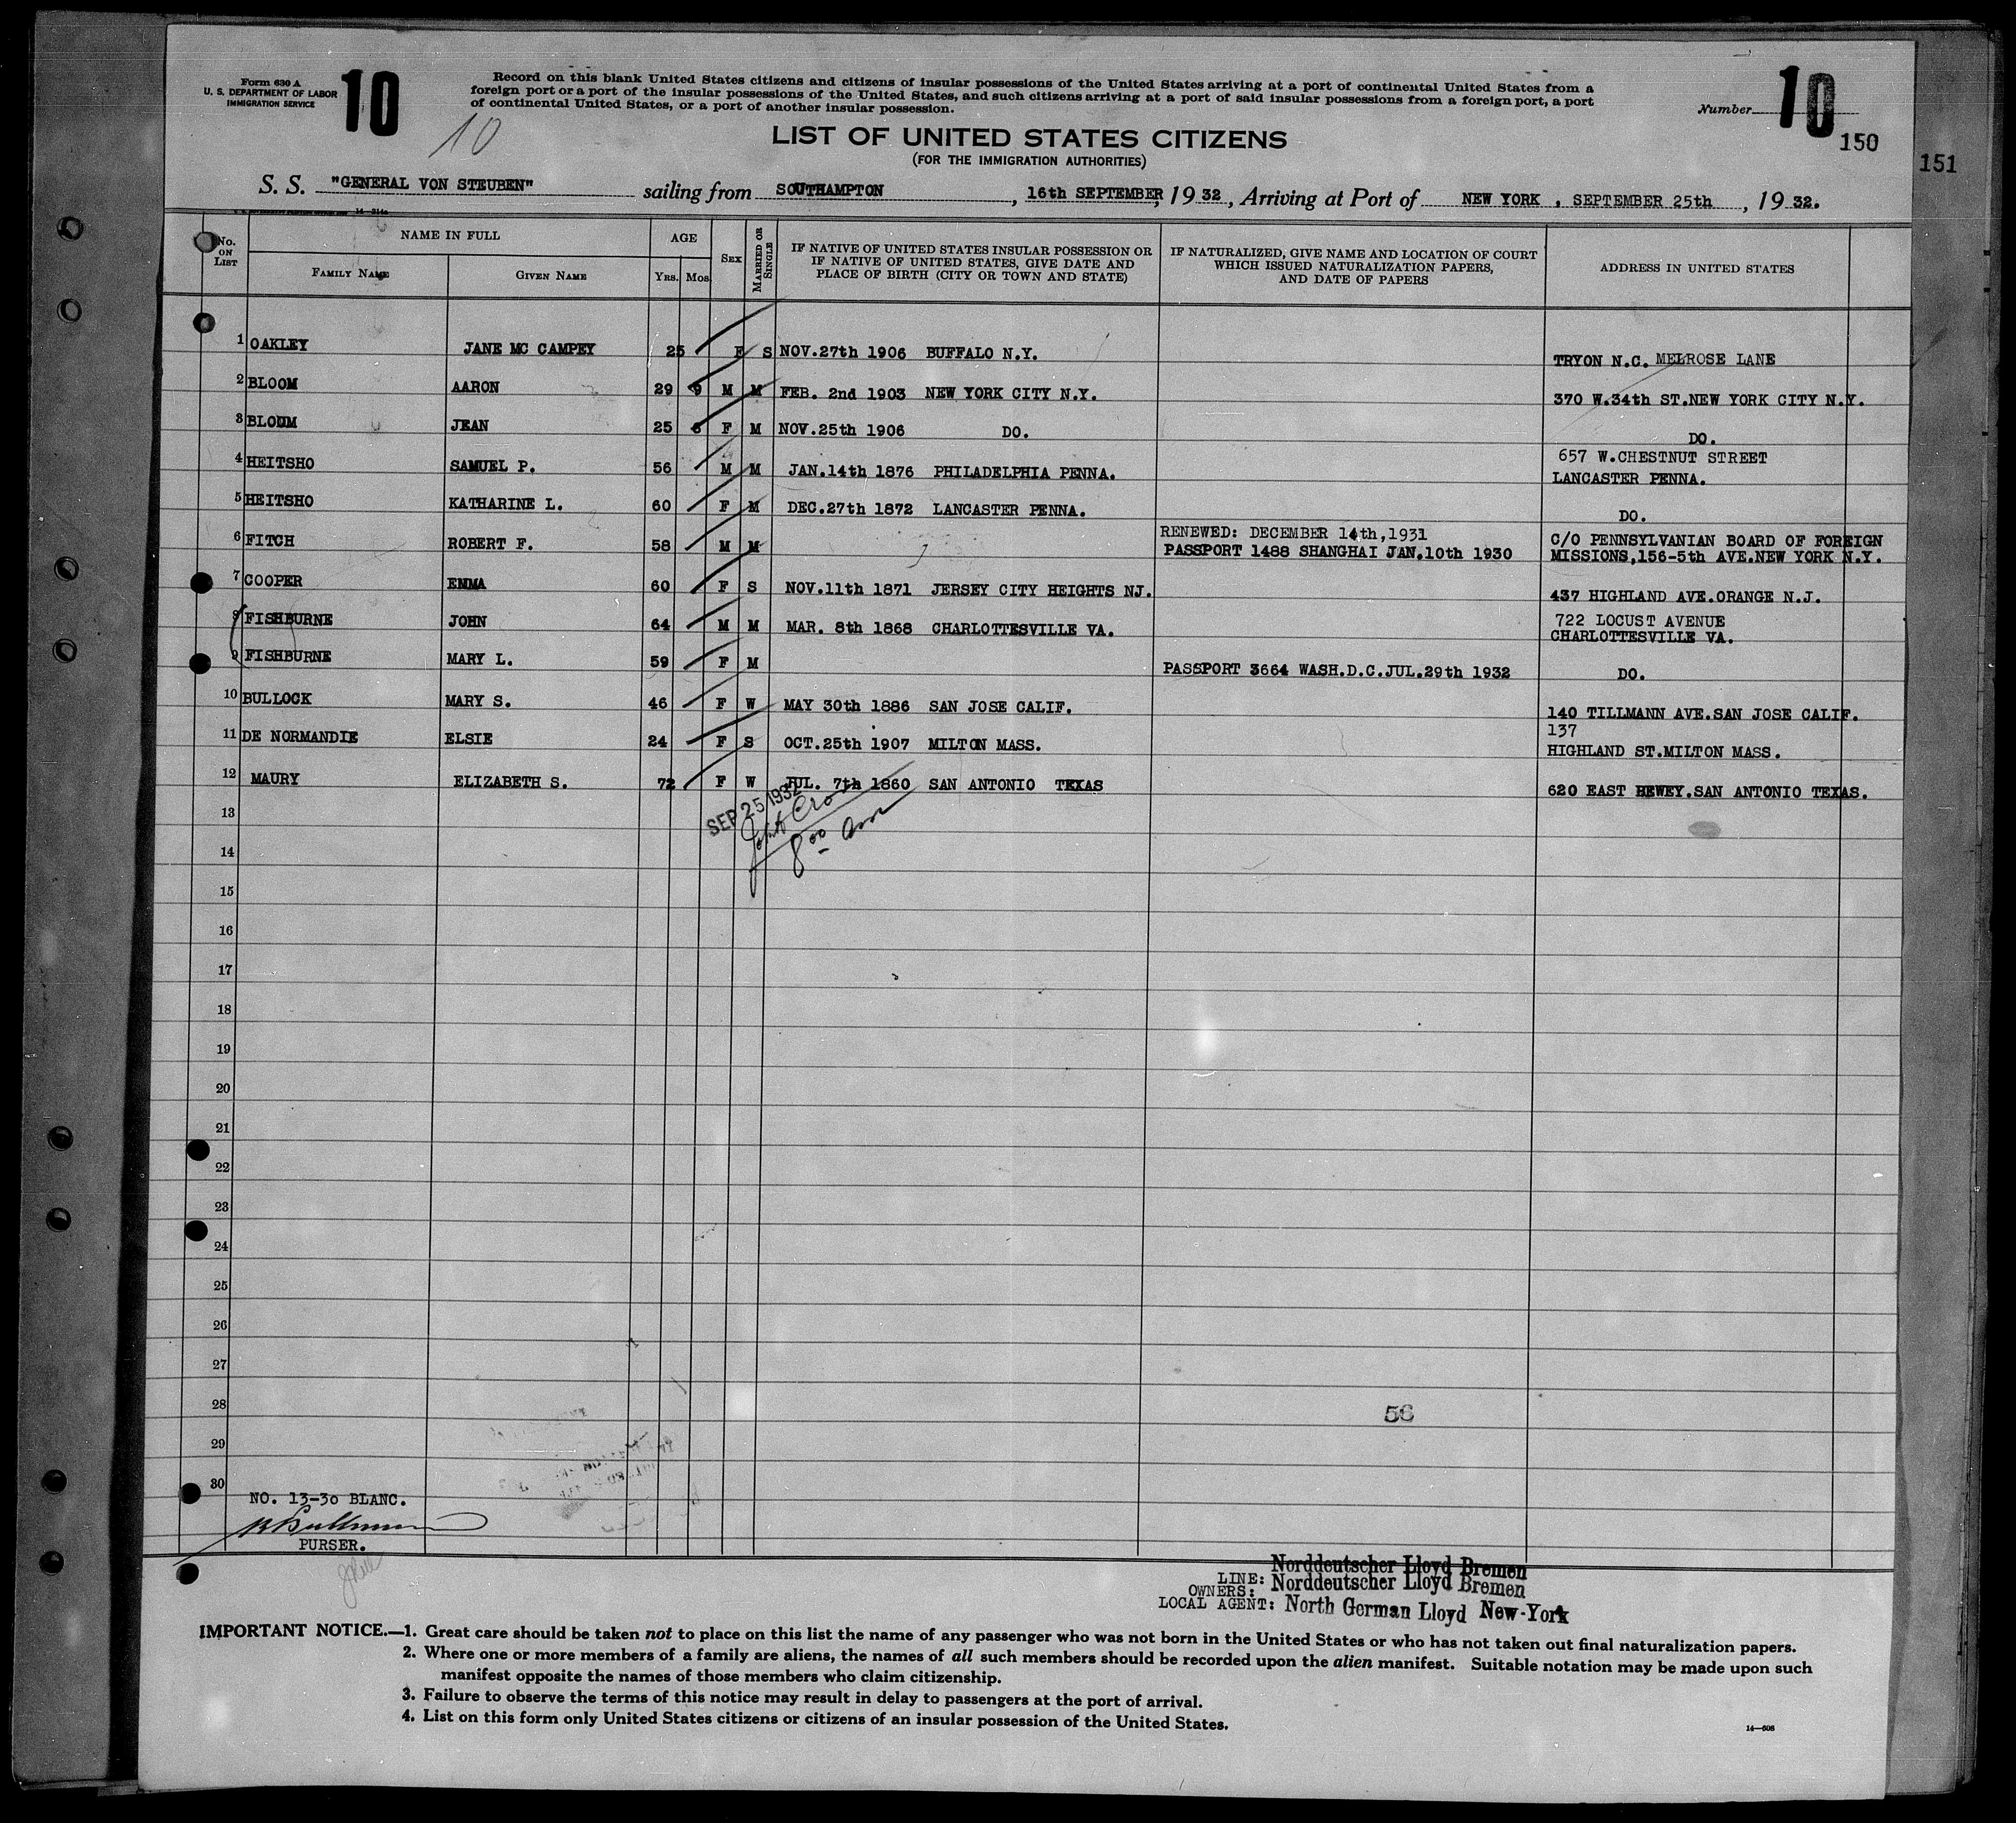 Form 630 A
U. S. DEPARTMENT OF LABOR
IMMIGRATION SERVICE
10
10
Record on this blank United States citizens and citizens of insular possessions of the United States arriving at a port of continental United States from a
foreign port or a port of the insular possessions of the United States, and such citizens arriving at a port of said insular possessions from a foreign port, a port
of continental United States, or a port of another insular possession.
Number 10
150
151
LIST OF UNITED STATES CITIZENS
(FOR THE IMMIGRATION AUTHORITIES)
S. S. "GENERAL VON STEUBEN" sailing from SOUTHAMPTON, 16th SEPTEMBER, 1932, Arriving at Port of NEW YORK, SEPTEMBER 25th, 1932.
No. ON LIST NAME IN FULL AGE SEX MARRIED OR SINGLE IF NATIVE OF UNITED STATES INSULAR POSSESSION OR IF NATIVE OF UNITED STATES, GIVE DATE AND PLACE OF BIRTH (CITY OR TOWN AND STATE) IF NATURALIZED, GIVE NAME AND LOCATION OF COURT WHICH ISSUED NATURALIZATION PAPERS, AND DATE OF PAPERS ADDRESS IN UNITED STATES
FAMILY NAME GIVEN NAME YRS. MOS.
1 OAKLEY JANE MC CAMPEY 25 F S NOV.27th 1906 BUFFALO N.Y. TRYON N.C. MELROSE LANE
2 BLOOM AARON 29 9 M M FEB. 2nd 1903 NEW YORK CITY N.Y. 370 W.34th ST.NEW YORK CITY N.Y.
3 BLOOM JEAN 25 6 F M NOV.25th 1906 DO. DO.
4 HEITSHO SAMUEL P. 56 M M JAN.14th 1876 PHILADELPHIA PENNA. 657 W.CHESTNUT STREET
LANCASTER PENNA.
5 HEITSHO KATHARINE L. 60 F M DEC.27th 1872 LANCASTER PENNA. DO.
6 FITCH ROBERT F. 58 M M RENEWED: DECEMBER 14th,1931 C/O PENNSYLVANIAN BOARD OF FOREIGN
PASSPORT 1488 SHANGHAI JAN.10th 1930 MISSIONS,156-5th AVE.NEW YORK N.Y.
7 COOPER EMMA 60 F S NOV.11th 1871 JERSEY CITY HEIGHTS NJ. 437 HIGHLAND AVE.ORANGE N.J.
8 FISHBURNE JOHN 64 M M MAR. 8th 1868 CHARLOTTESVILLE VA. 722 LOCUST AVENUE
CHARLOTTESVILLE VA.
9 FISHBURNE MARY L. 59 F M PASSPORT 3664 WASH.D.C.JUL.29th 1932 DO.
10 BULLOCK MARY S. 46 F W MAY 30th 1886 SAN JOSE CALIF. 140 TILLMANN AVE.SAN JOSE CALIF.
11 DE NORMANDIE ELSIE 24 F S OCT.25th 1907 MILTON MASS. 137
HIGHLAND ST.MILTON MASS.
12 MAURY ELIZABETH S. 72 F W JUL. 7th 1860 SAN ANTONIO TEXAS 620 EAST DEWEY.SAN ANTONIO TEXAS.
SEP 25 1932
John
8 00
13
14
15
16
17
18
19
20
21
22
23
24
25
26
27
28
56
29
30
NO. 13-30 BLANC.
PURSER.
Norddeutscher Lloyd Bremen
LINE: Norddeutscher Lloyd Bremen
OWNERS:
LOCAL AGENT: North German Lloyd New-York
IMPORTANT NOTICE.—1. Great care should be taken not to place on this list the name of any passenger who was not born in the United States or who has not taken out final naturalization papers.
2. Where one or more members of a family are aliens, the names of all such members should be recorded upon the alien manifest. Suitable notation may be made upon such
manifest opposite the names of those members who claim citizenship.
3. Failure to observe the terms of this notice may result in delay to passengers at the port of arrival.
4. List on this form only United States citizens or citizens of an insular possession of the United States.
14—608